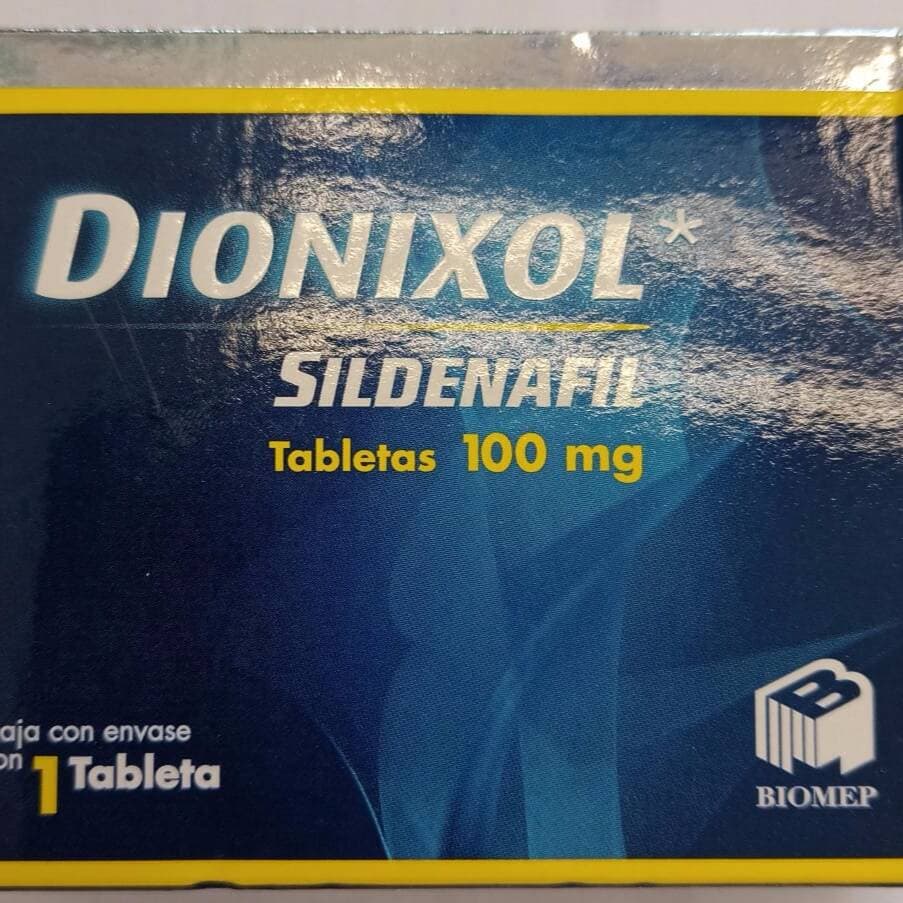 DIONIXOL*
SILDENAFIL
Tabletas 100 mg
aja con envase
on 1 Tableta
BIOMEP